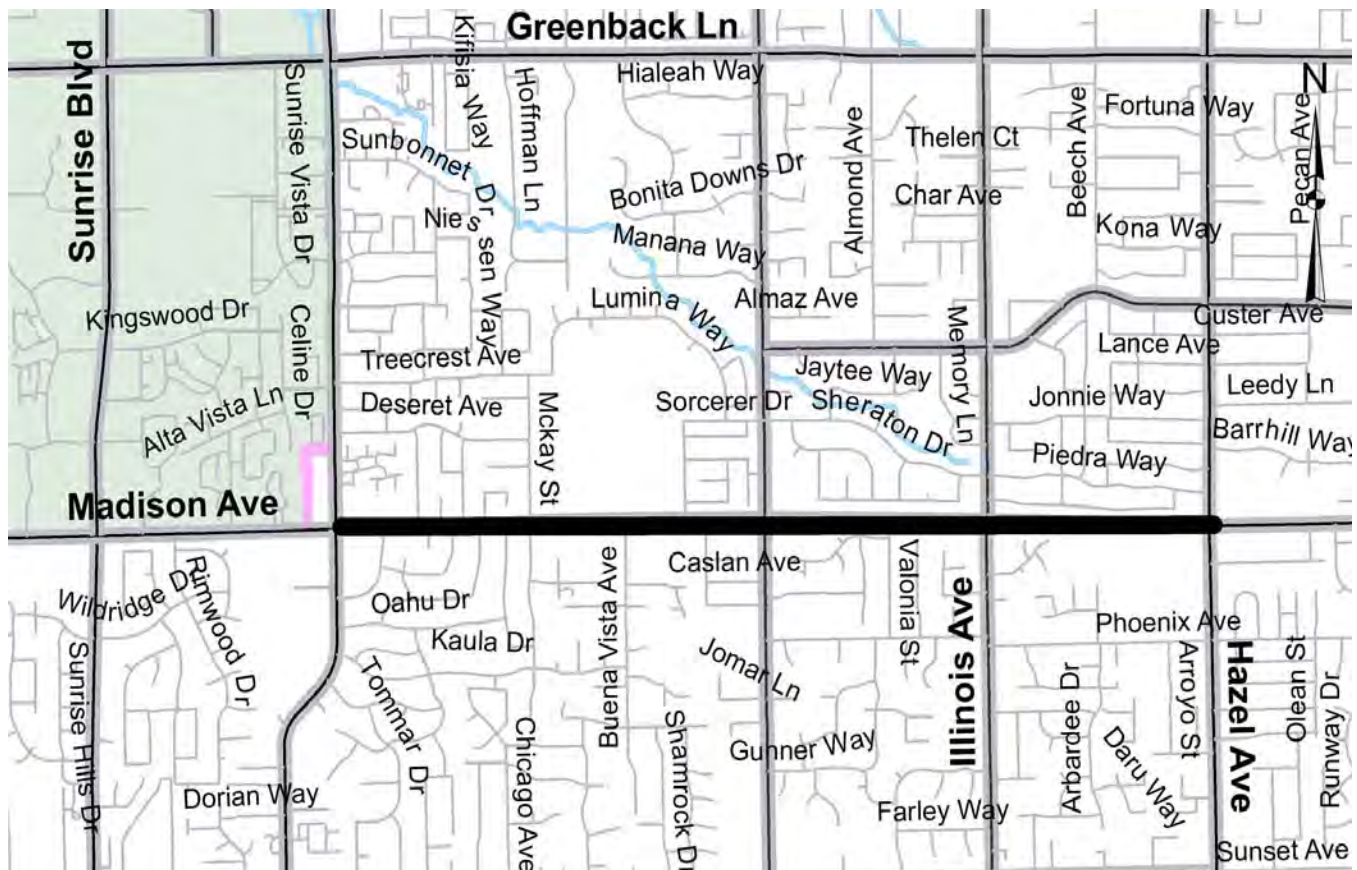 Greenback Ln
Sunrise Blvd
Kifisia Way
Hoffman Ln
Hialeah Way
Sunrise Vista Dr
Almond Ave
Thelen Ct
Beech Ave
Fortuna Way
N
Pecan Ave
Sunbonnet Dr
Bonita Downs Dr
Char Ave
Niessen Way
Manana Way
Kona Way
Kingswood Dr
Celine Dr
Lumina Way
Almaz Ave
Memory Ln
Custer Ave
Treecrest Ave
Jaytee Way
Lance Ave
Leedy Ln
Alta Vista Ln
Deseret Ave
Mckay St
Sorcerer Dr
Sheraton Dr
Jonnie Way
Barrhill Way
Piedra Way
Madison Ave
Wildridge Dr
Rimwood Dr
Oahu Dr
Caslan Ave
Valonia St
Illinois Ave
Phoenix Ave
Kaula Dr
Buena Vista Ave
Jomar Ln
Arroyo St
Hazel Ave
Olean St
Runway Dr
Sunrise Hills Dr
Tommar Dr
Chicago Ave
Shamrock Dr
Gunner Way
Arbardee Dr
Daru Way
Dorian Way
Farley Way
Sunset Ave